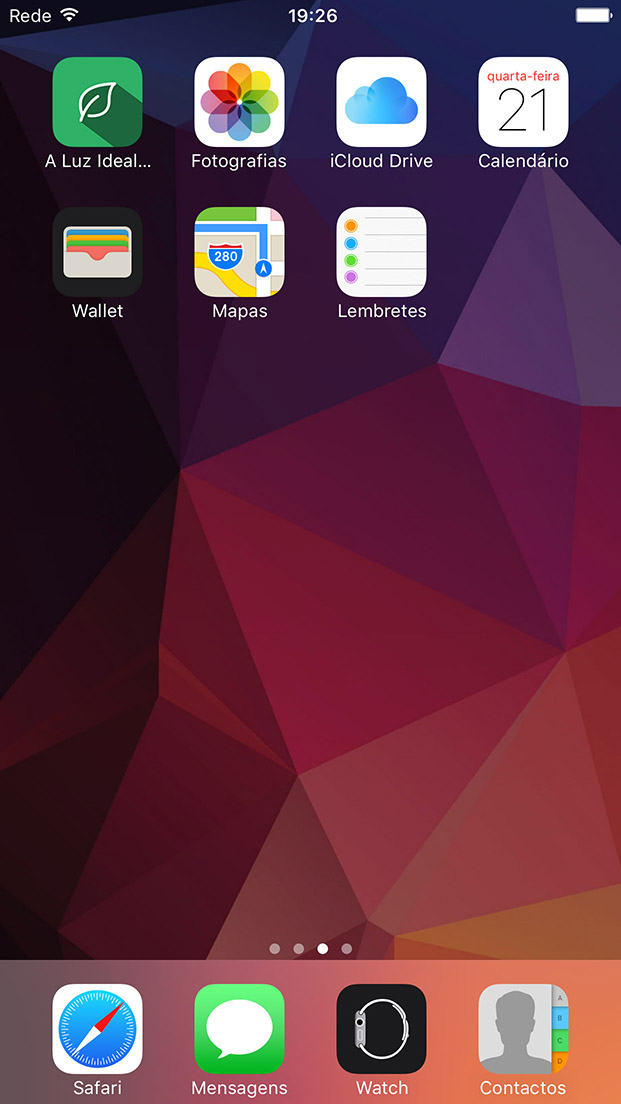 Rede 19:26
quarta-feira
21
A Luz Ideal... Fotografias iCloud Drive Calendário
280
Wallet Mapas Lembretes
A
B
C
D
Safari Mensagens Watch Contactos